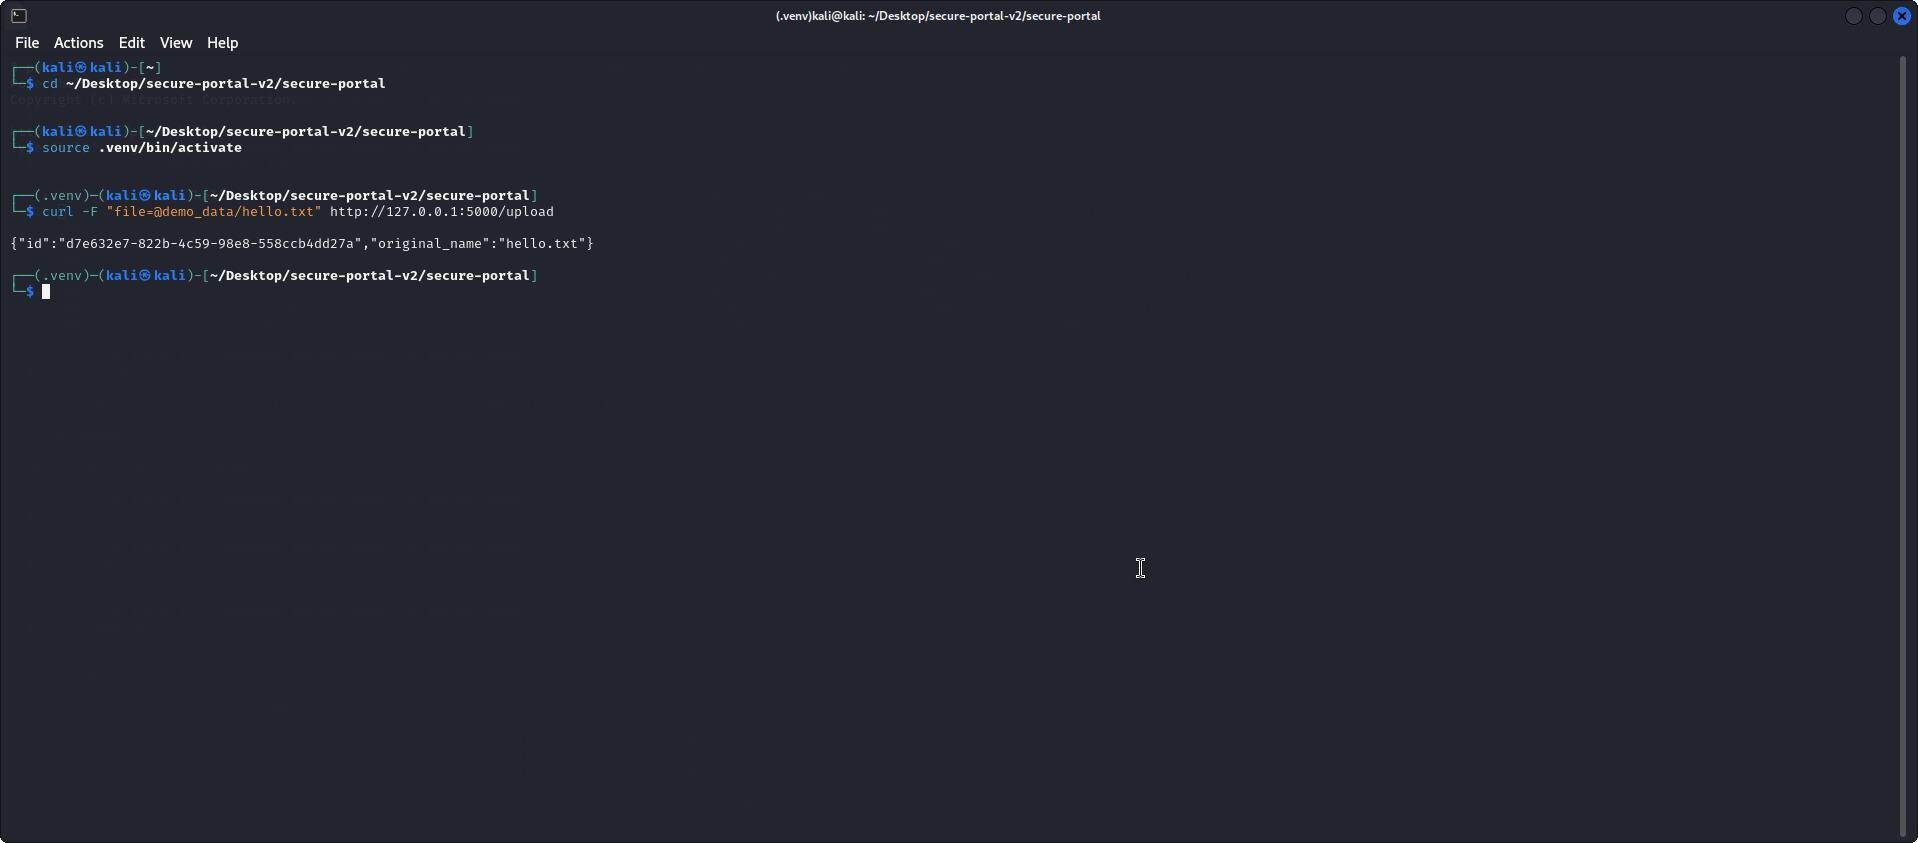 (.venv)kali@kali: ~/Desktop/secure-portal-v2/secure-portal
File Actions Edit View Help
┌──(kali㉿kali)-[~]
└─$ cd ~/Desktop/secure-portal-v2/secure-portal
Copyright (c) Microsoft Corporation.
┌──(kali㉿kali)-[~/Desktop/secure-portal-v2/secure-portal]
└─$ source .venv/bin/activate
┌──(.venv)─(kali㉿kali)-[~/Desktop/secure-portal-v2/secure-portal]
└─$ curl -F "file=@demo_data/hello.txt" http://127.0.0.1:5000/upload
{"id":"d7e632e7-822b-4c59-98e8-558ccb4dd27a","original_name":"hello.txt"}
┌──(.venv)─(kali㉿kali)-[~/Desktop/secure-portal-v2/secure-portal]
└─$